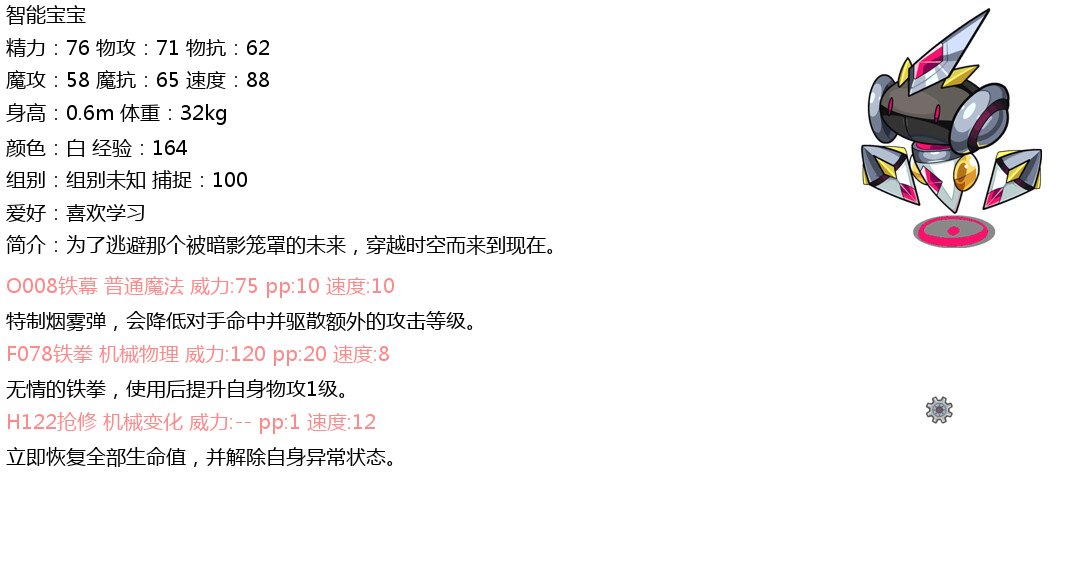 智能宝宝
精力：76 物攻：71 物抗：62
魔攻：58 魔抗：65 速度：88
身高：0.6m 体重：32kg
颜色：白 经验：164
组别：组别未知 捕捉：100
爱好：喜欢学习
简介：为了逃避那个被暗影笼罩的未来，穿越时空而来到现在。
O008铁幕 普通魔法 威力:75 pp:10 速度:10
特制烟雾弹，会降低对手命中并驱散额外的攻击等级。
F078铁拳 机械物理 威力:120 pp:20 速度:8
无情的铁拳，使用后提升自身物攻1级。
H122抢修 机械变化 威力:-- pp:1 速度:12
立即恢复全部生命值，并解除自身异常状态。